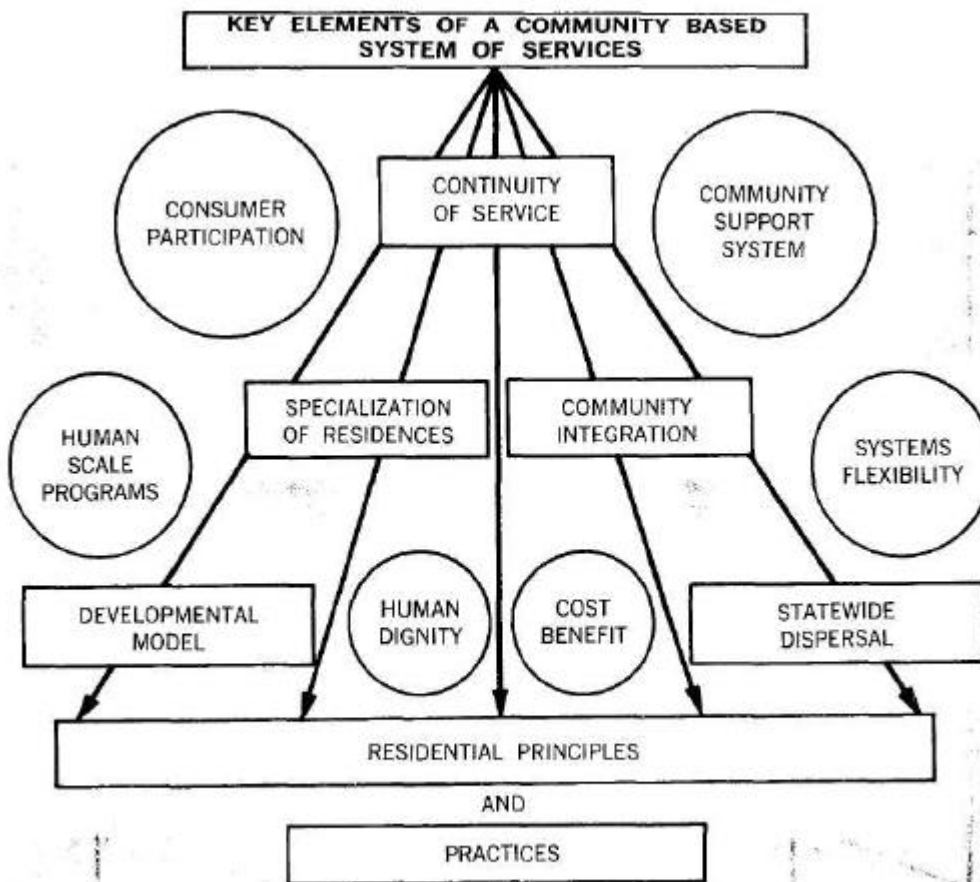 KEY ELEMENTS OF A COMMUNITY BASED
SYSTEM OF SERVICES
CONSUMER
PARTICIPATION
CONTINUITY
OF SERVICE
COMMUNITY
SUPPORT
SYSTEM
HUMAN
SCALE
PROGRAMS
SPECIALIZATION
OF RESIDENCES
COMMUNITY
INTEGRATION
SYSTEMS
FLEXIBILITY
DEVELOPMENTAL
MODEL
HUMAN
DIGNITY
COST
BENEFIT
STATEWIDE
DISPERSAL
RESIDENTIAL PRINCIPLES
AND
PRACTICES